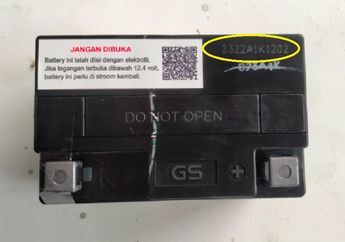 JANGAN DIBUKA
Battery ini telah diisi dengan elektrolit.
Jika tegangan terbuka dibawah 12.4 volt,
battery ini perlu di stroom kembali.
2322A1K1202
DO NOT OPEN
GS +